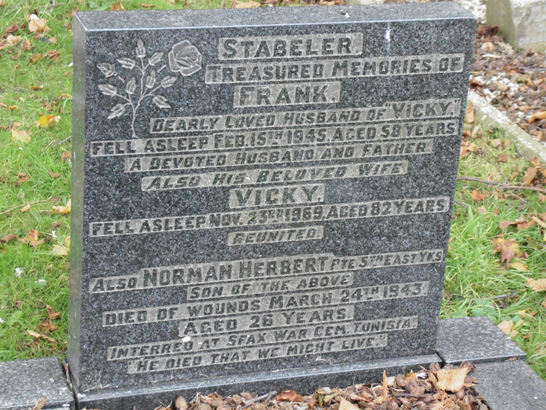 STABELER.
TREASURED MEMORIES OF
FRANK.
DEARLY LOVED HUSBAND OF "VICKY"
FELL ASLEEP FEB. 15TH 1945, AGED 58 YEARS
A DEVOTED HUSBAND AND FATHER
ALSO HIS BELOVED WIFE
VICKY.
FELL ASLEEP NOV. 23RD 1969, AGED 82 YEARS
REUNITED
ALSO NORMAN HERBERT PTE 5TH EAST YKS
SON OF THE ABOVE
DIED OF WOUNDS MARCH 24TH 1943.
AGED 26 YEARS.
INTERRED AT SFAX WAR CEM. TUNISIA.
HE DIED THAT WE MIGHT LIVE.